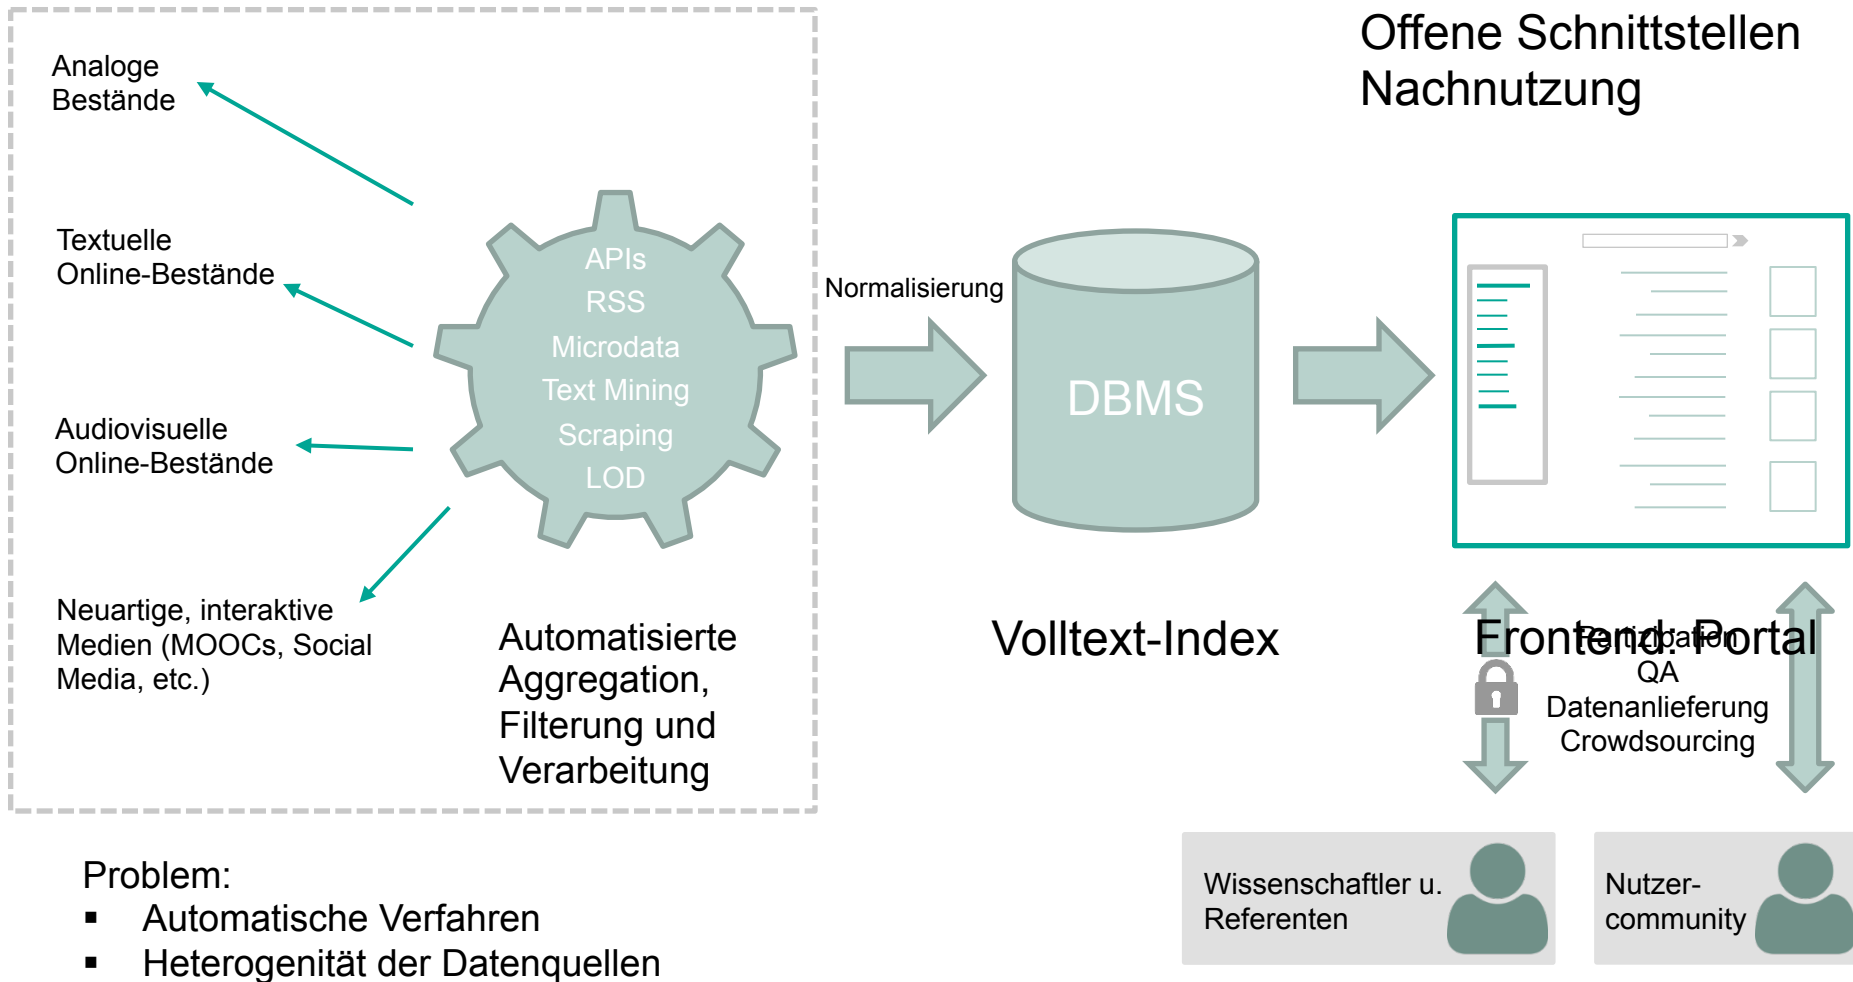 Offene Schnittstellen
Nachnutzung
Analoge
Bestände
Textuelle
Online-Bestände
Audiovisuelle
Online-Bestände
Neuartige, interaktive
Medien (MOOCs, Social
Media, etc.)
APIs
RSS
Microdata
Text Mining
Scraping
LOD
Automatisierte
Aggregation,
Filterung und
Verarbeitung
Normalisierung
DBMS
Volltext-Index
Frontend: Portal
Partizipation
QA
Datenanlieferung
Crowdsourcing
Wissenschaftler u.
Referenten
Nutzer-
community
Problem:
▪ Automatische Verfahren
▪ Heterogenität der Datenquellen